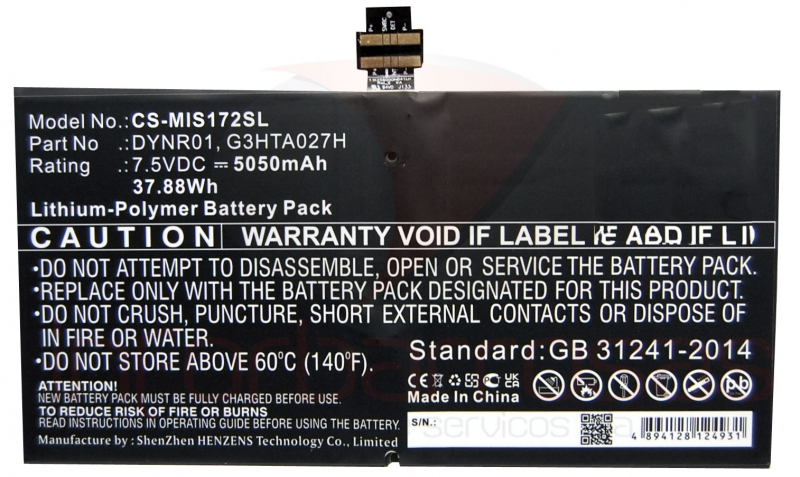 Model No.: CS-MIS172SL
Part No : DYNR01, G3HTA027H
Rating : 7.5VDC ⎓ 5050mAh
37.88Wh
Lithium-Polymer Battery Pack
CAUTION WARRANTY VOID IF LABEL
•DO NOT ATTEMPT TO DISASSEMBLE, OPEN OR SERVICE THE BATTERY PACK.
•REPLACE ONLY WITH THE BATTERY PACK DESIGNATED FOR THIS PRODUCT.
•DO NOT CRUSH, PUNCTURE, SHORT EXTERNAL CONTACTS OR DISPOSE OF
IN FIRE OR WATER.
•DO NOT STORE ABOVE 60°C (140°F).
Standard:GB 31241-2014
ATTENTION!
NEW BATTERY PACK MUST BE FULLY CHARGED BEFORE USE.
TO REDUCE RISK OF FIRE OR BURNS
READ INSTRUCTIONS IN OPERATING GUIDE BEFORE USING THE BATTERY.
Manufacture by: ShenZhen HENZENS Technology Co., Limited
Made In China
S/N.:
servicos
4 894128 124931